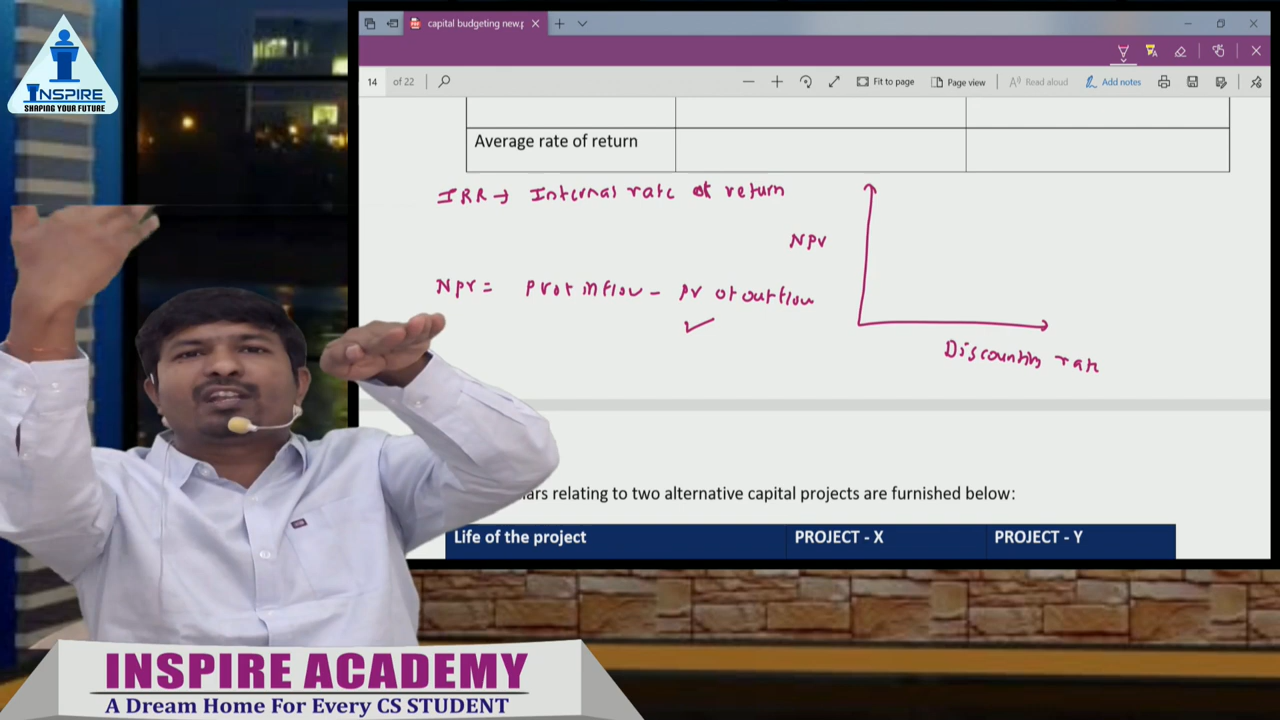 INSPIRE
SHAPING YOUR FUTURE
capital budgeting new.p
14 of 22
Fit to page
Page view
Read aloud
Add notes
Average rate of return
IRR → Internal rate of return
NPV
NPV = PV of inflow - PV of outflow
Discounting rate
ars relating to two alternative capital projects are furnished below:
Life of the project PROJECT - X PROJECT - Y
INSPIRE ACADEMY
A Dream Home For Every CS STUDENT